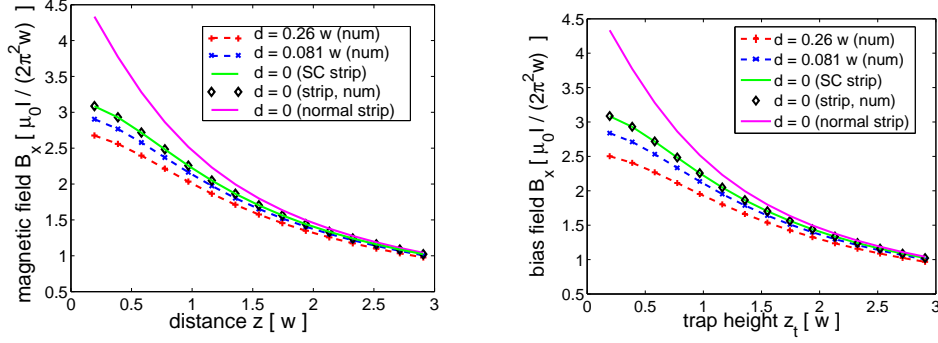 magnetic field B_x [ μ_0I / (2π^2w) ]
4.5
4
3.5
3
2.5
2
1.5
1
0.5
0 0.5 1 1.5 2 2.5 3
distance z [ w ]
d = 0.26 w (num)
d = 0.081 w (num)
d = 0 (SC strip)
d = 0 (strip, num)
d = 0 (normal strip)
bias field B_x [ μ_0I / (2π^2w) ]
4.5
4
3.5
3
2.5
2
1.5
1
0.5
0 0.5 1 1.5 2 2.5 3
trap height z_t [ w ]
d = 0.26 w (num)
d = 0.081 w (num)
d = 0 (SC strip)
d = 0 (strip, num)
d = 0 (normal strip)